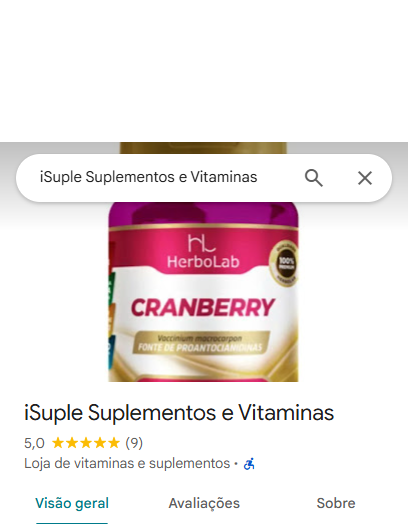 iSuple Suplementos e Vitaminas
HL
HerboLab
100%
PREMIUM
CRANBERRY
Vaccinium macrocarpon
FONTE DE PROANTOCIANIDINAS
iSuple Suplementos e Vitaminas
5,0 ★★★★★ (9)
Loja de vitaminas e suplementos ·
Visão geral Avaliações Sobre